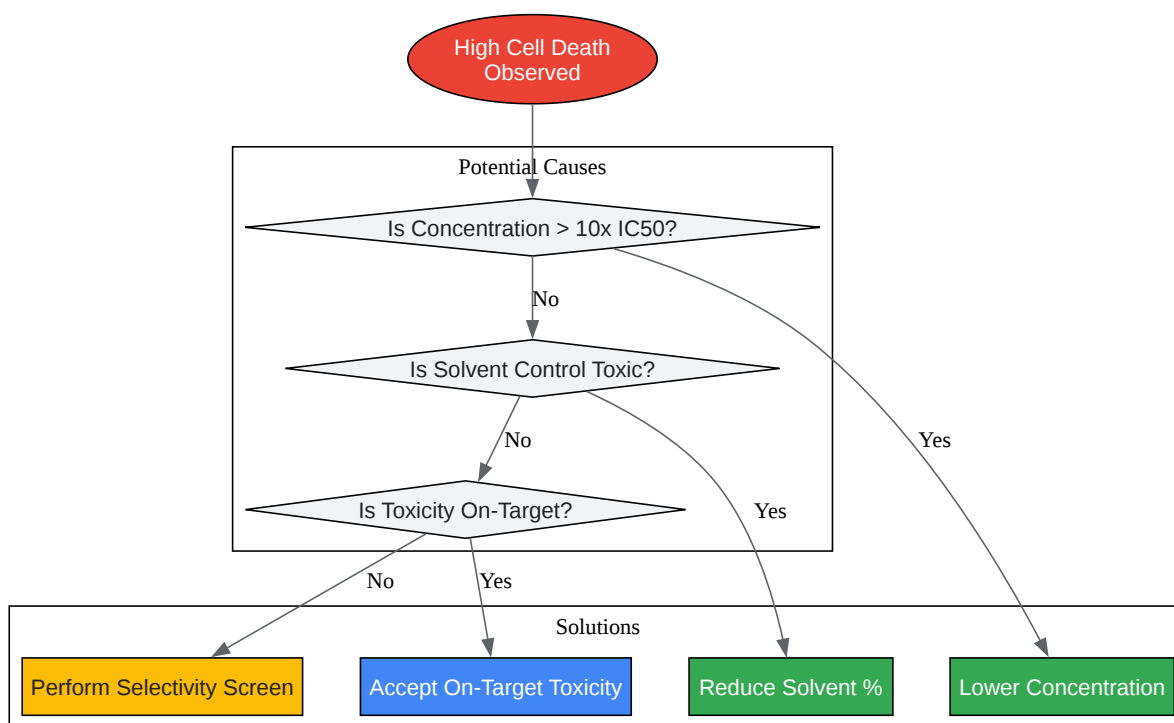 High Cell Death
Observed
Potential Causes
Is Concentration > 10x IC50?
No
Is Solvent Control Toxic?
No
Yes
Is Toxicity On-Target?
Yes
No
Yes
Solutions
Perform Selectivity Screen
Accept On-Target Toxicity
Reduce Solvent %
Lower Concentration